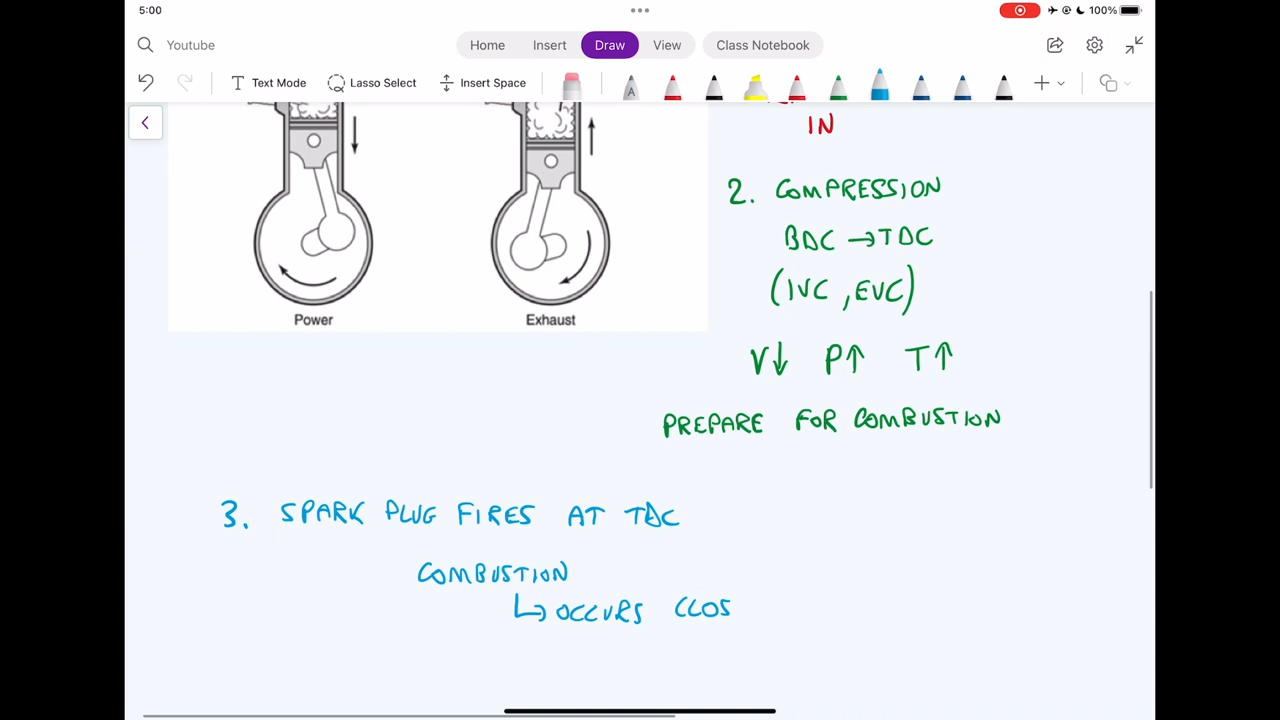 5:00
100%
Youtube
Home Insert Draw View Class Notebook
Text Mode Lasso Select Insert Space
A
IN
2. COMPRESSION
BDC → TDC
(IVC, EVC)
V↓ P↑ T↑
PREPARE FOR COMBUSTION
Power Exhaust
3. SPARK PLUG FIRES AT TDC
COMBUSTION
↳ OCCURS CLOS